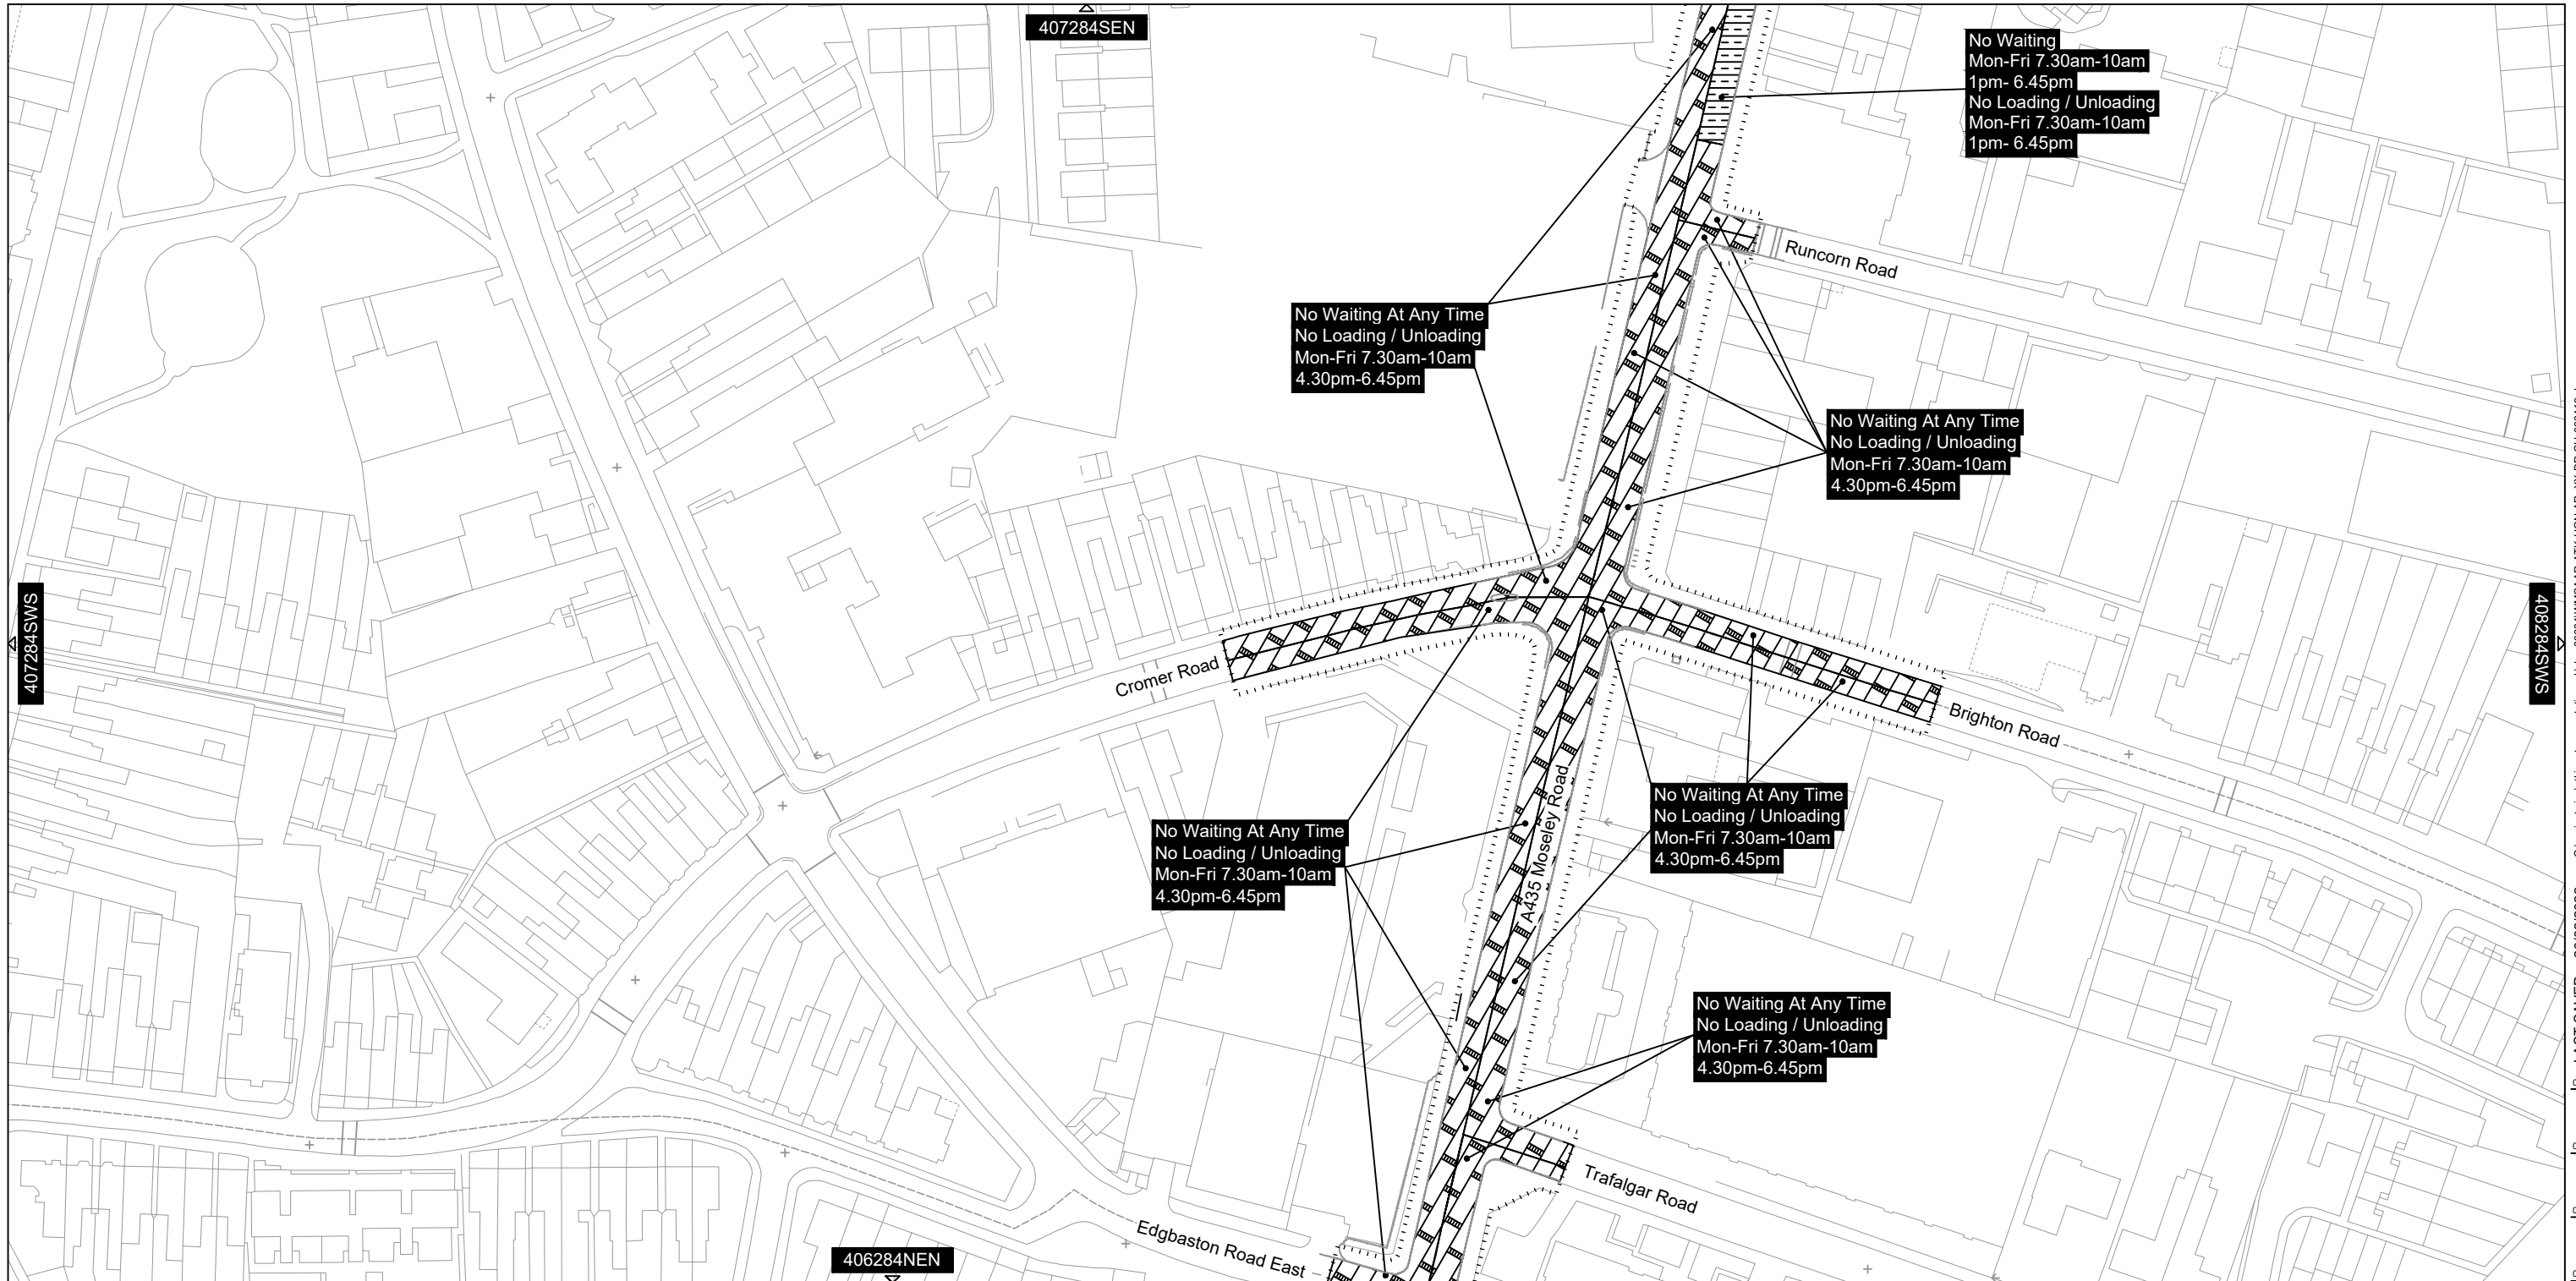 407284SEN
No Waiting
Mon-Fri 7.30am-10am
1pm- 6.45pm
No Loading / Unloading
Mon-Fri 7.30am-10am
1pm- 6.45pm
Runcorn Road
No Waiting At Any Time
No Loading / Unloading
Mon-Fri 7.30am-10am
4.30pm-6.45pm
No Waiting At Any Time
No Loading / Unloading
Mon-Fri 7.30am-10am
4.30pm-6.45pm
407284SWS
408284SWS
Cromer Road
Brighton Road
A435 Moseley Road
No Waiting At Any Time
No Loading / Unloading
Mon-Fri 7.30am-10am
4.30pm-6.45pm
No Waiting At Any Time
No Loading / Unloading
Mon-Fri 7.30am-10am
4.30pm-6.45pm
No Waiting At Any Time
No Loading / Unloading
Mon-Fri 7.30am-10am
4.30pm-6.45pm
Trafalgar Road
Edgbaston Road East
406284NEN